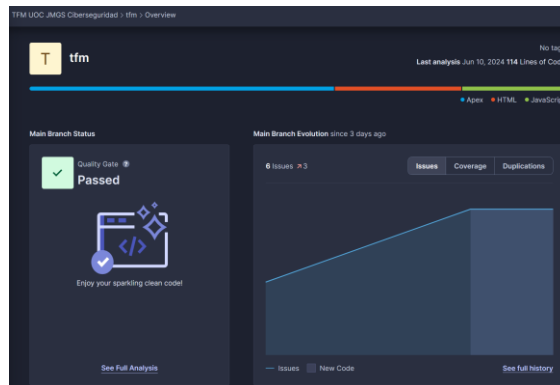 TFM UOC JMGS Ciberseguridad > tfm > Overview
T
tfm
No tag
Last analysis Jun 10, 2024 114 Lines of Cod
Apex HTML JavaScrip
Main Branch Status
Main Branch Evolution since 3 days ago
Quality Gate ?
Passed
</>
Enjoy your sparkling clean code!
See Full Analysis
6 Issues ↗3
Issues Coverage Duplications
Issues New Code
See full history